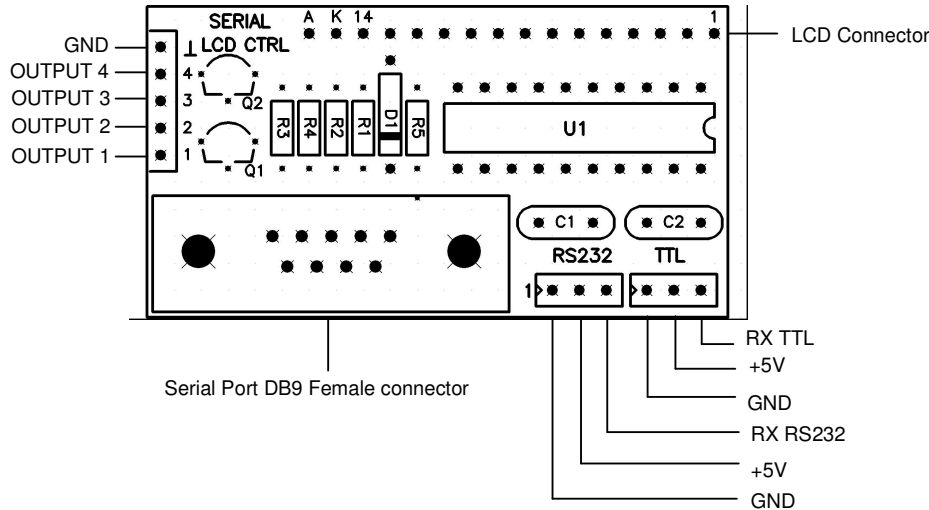 SERIAL
LCD CTRL
A K 14
1
LCD Connector
GND
OUTPUT 4
OUTPUT 3
OUTPUT 2
OUTPUT 1
4
3
2
1
Q2
Q1
R3
R4
R2
R1
D1
R5
U1
C1
C2
RS232
TTL
1
RX TTL
+5V
GND
RX RS232
+5V
GND
Serial Port DB9 Female connector